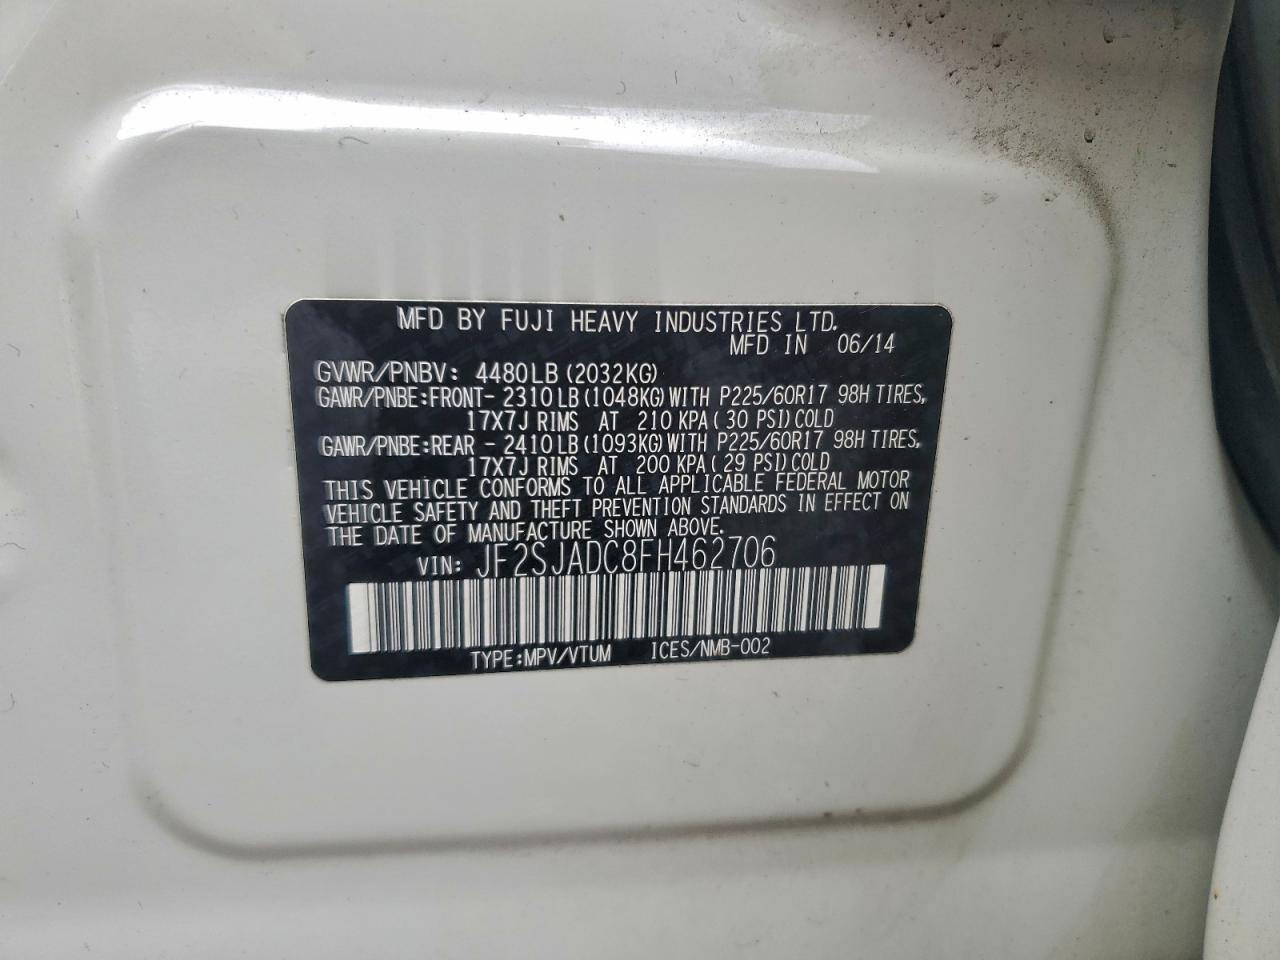 MFD BY FUJI HEAVY INDUSTRIES LTD.
MFD IN 06/14
GVWR/PNBV: 4480LB (2032KG)
GAWR/PNBE:FRONT- 2310LB (1048KG)WITH P225/60R17 98H TIRES,
17X7J RIMS AT 210 KPA( 30 PSI)COLD
GAWR/PNBE:REAR - 2410LB (1093KG)WITH P225/60R17 98H TIRES,
17X7J RIMS AT 200 KPA( 29 PSI)COLD
THIS VEHICLE CONFORMS TO ALL APPLICABLE FEDERAL MOTOR
VEHICLE SAFETY AND THEFT PREVENTION STANDARDS IN EFFECT ON
THE DATE OF MANUFACTURE SHOWN ABOVE.
VIN: JF2SJADC8FH462706
TYPE:MPV/VTUM ICES/NMB-002